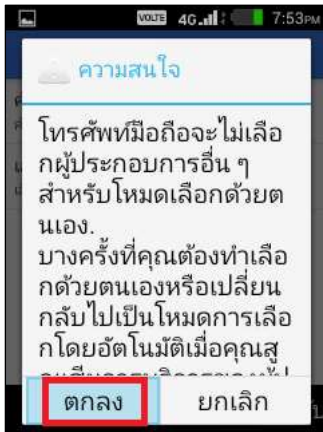 VOLTE 4G 7:53PM
ความสนใจ
โทรศัพท์มือถือจะไม่เลือ
กผู้ประกอบการอื่น ๆ
สำหรับโหมดเลือกด้วยต
นเอง.
บางครั้งที่คุณต้องทำเลือ
กด้วยตนเองหรือเปลี่ยน
กลับไปเป็นโหมดการเลือ
กโดยอัตโนมัติเมื่อคุณสู
ตกลง ยกเลิก